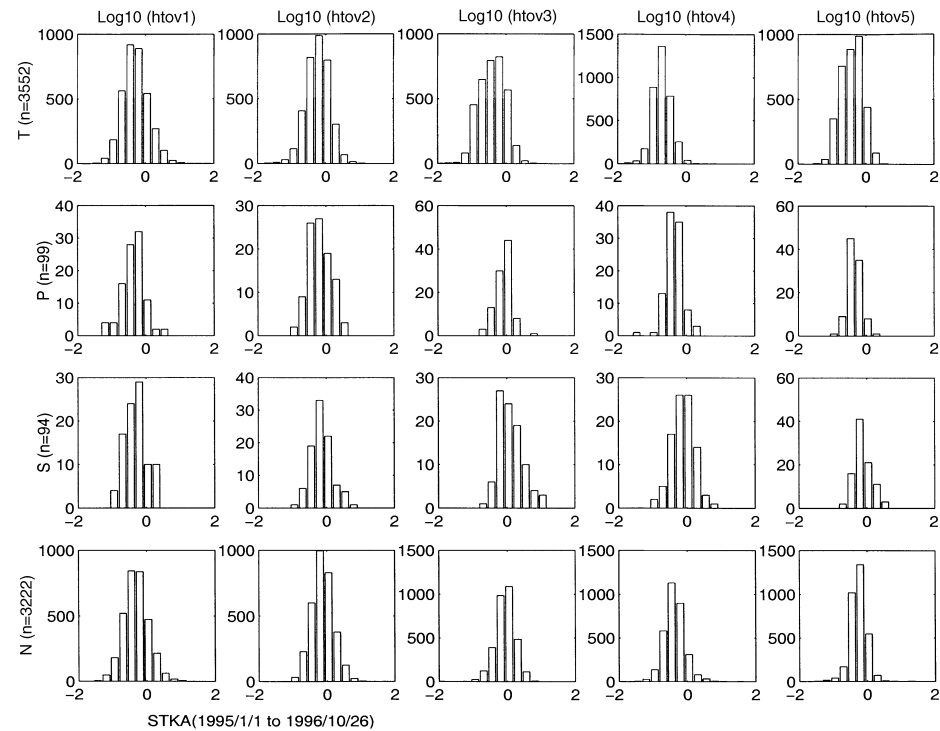 Log10 (htov1) Log10 (htov2) Log10 (htov3) Log10 (htov4) Log10 (htov5)
T (n=3552)
1000 1000 1000 1500 1000
1000
500 500 500 500
500
0 0 0 0 0
−2 0 2 −2 0 2 −2 0 2 −2 0 2 −2 0 2
P (n=99)
40 30 60 40 60
30 30
20 40 40
20 20
10 20 20
10 10
0 0 0 0 0
−2 0 2 −2 0 2 −2 0 2 −2 0 2 −2 0 2
S (n=94)
30 40 30 30 60
30
20 20 20 40
20
10 10 10 20
10
0 0 0 0 0
−2 0 2 −2 0 2 −2 0 2 −2 0 2 −2 0 2
N (n=3222)
1000 1000 1500 1500 1500
1000 1000 1000
500 500
500 500 500
0 0 0 0 0
−2 0 2 −2 0 2 −2 0 2 −2 0 2 −2 0 2
STKA(1995/1/1 to 1996/10/26)